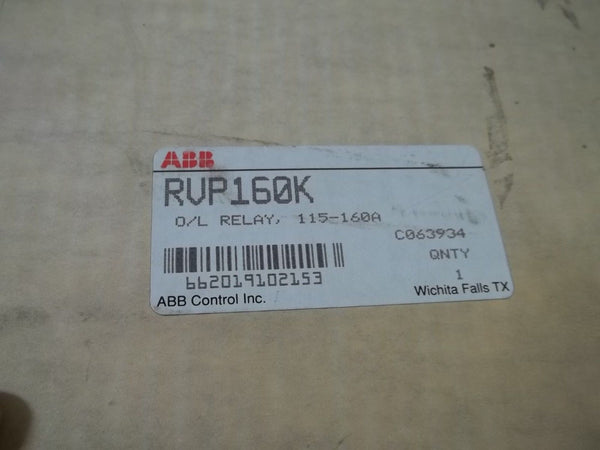 ABB
RVP160K
O/L RELAY, 115-160A
C063934
QNTY
1
662019102153
ABB Control Inc.
Wichita Falls TX